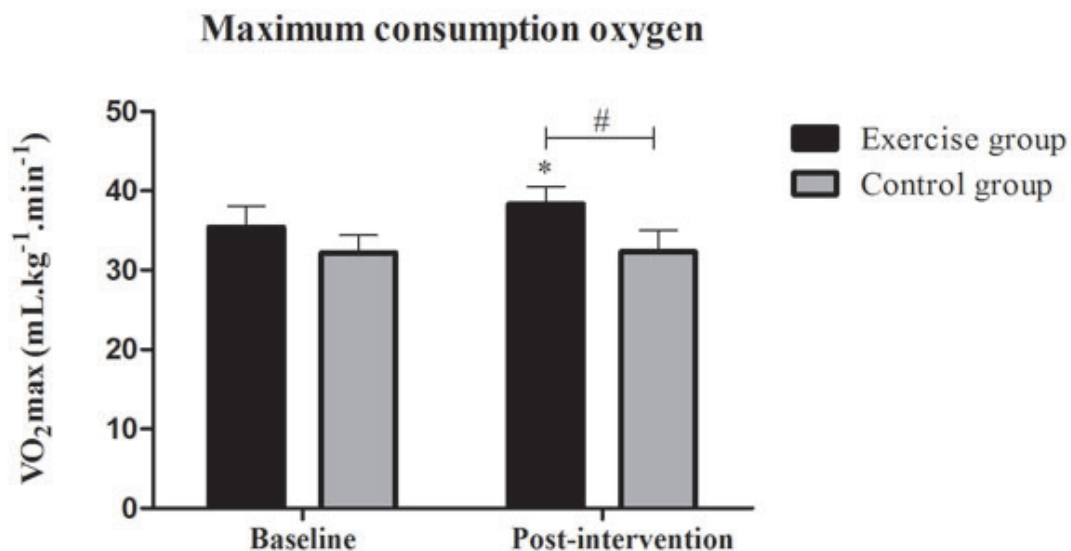 Maximum consumption oxygen
VO₂max (mL.kg⁻¹.min⁻¹)
50
40
30
20
10
0
#
*
Exercise group
Control group
Baseline
Post-intervention